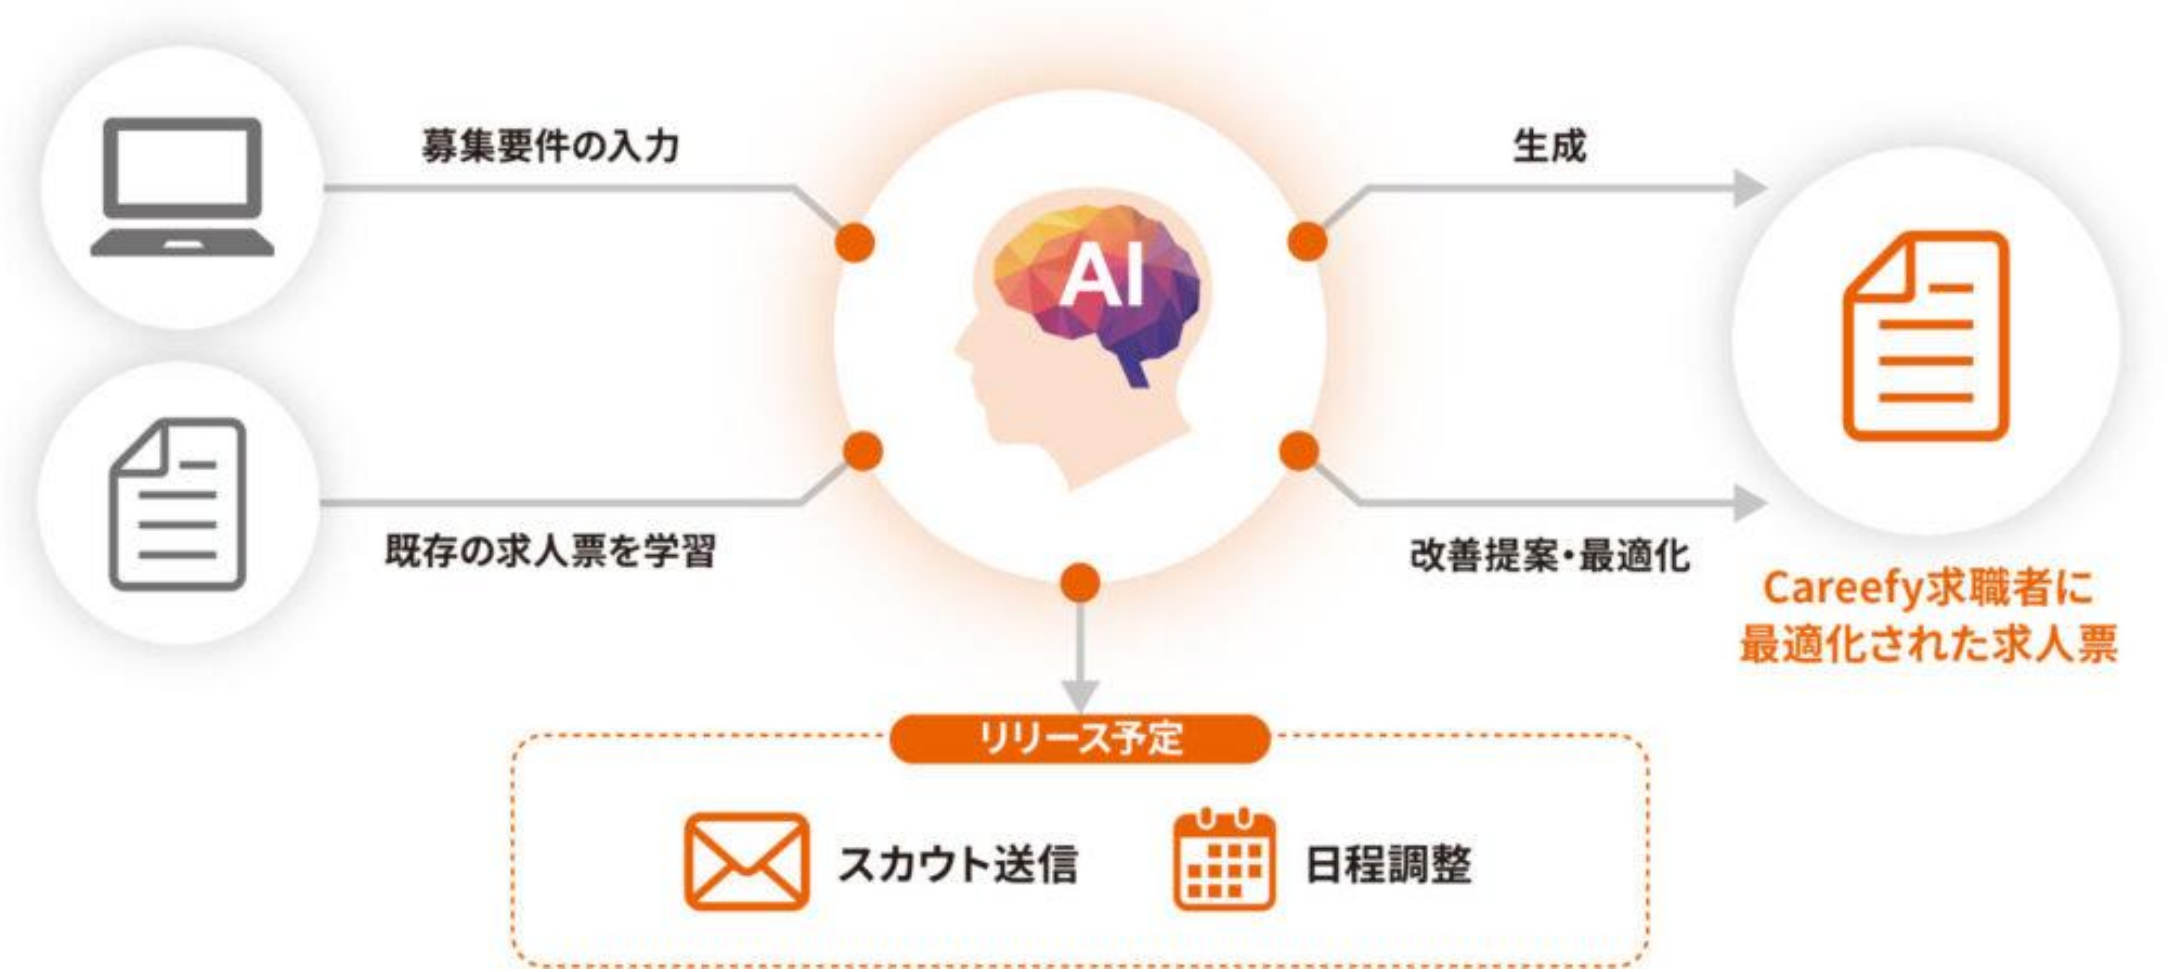 募集要件の入力
生成
AI
既存の求人票を学習
改善提案・最適化
Careefy求職者に
最適化された求人票
リリース予定
スカウト送信
日程調整